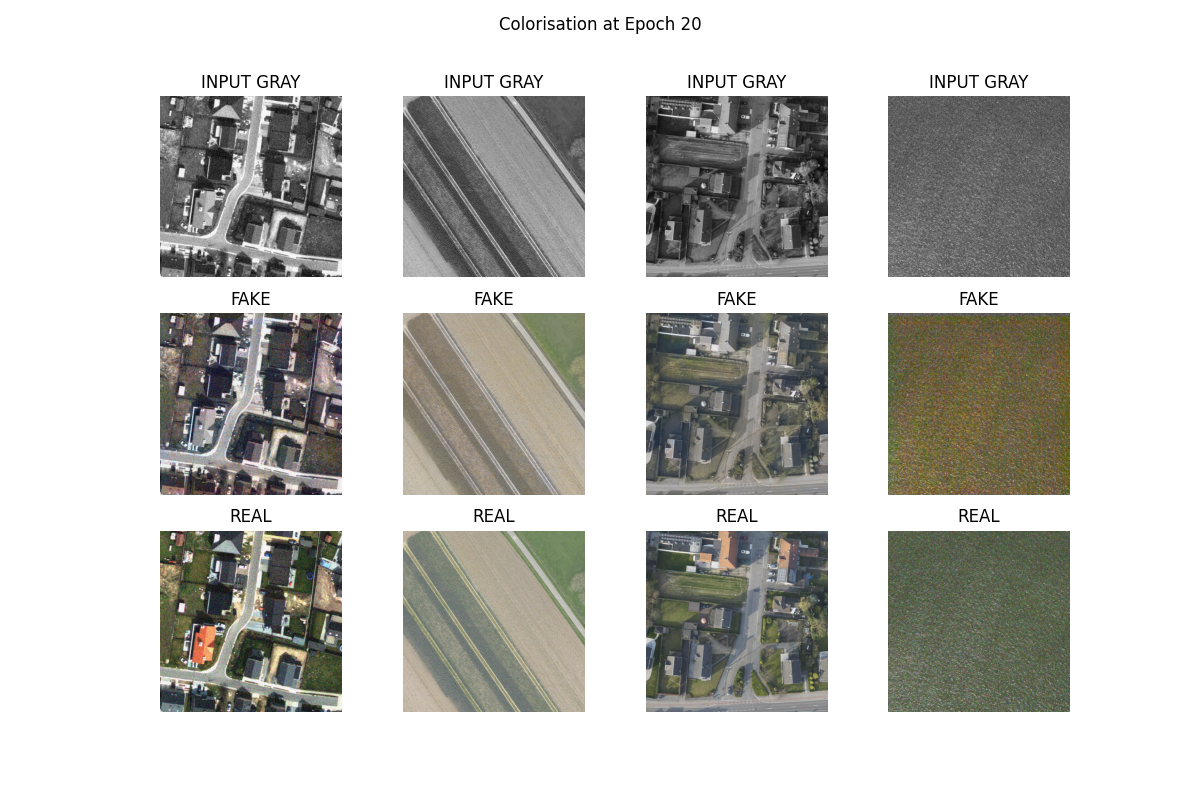 Colorisation at Epoch 20
INPUT GRAY INPUT GRAY INPUT GRAY INPUT GRAY
FAKE FAKE FAKE FAKE
REAL REAL REAL REAL